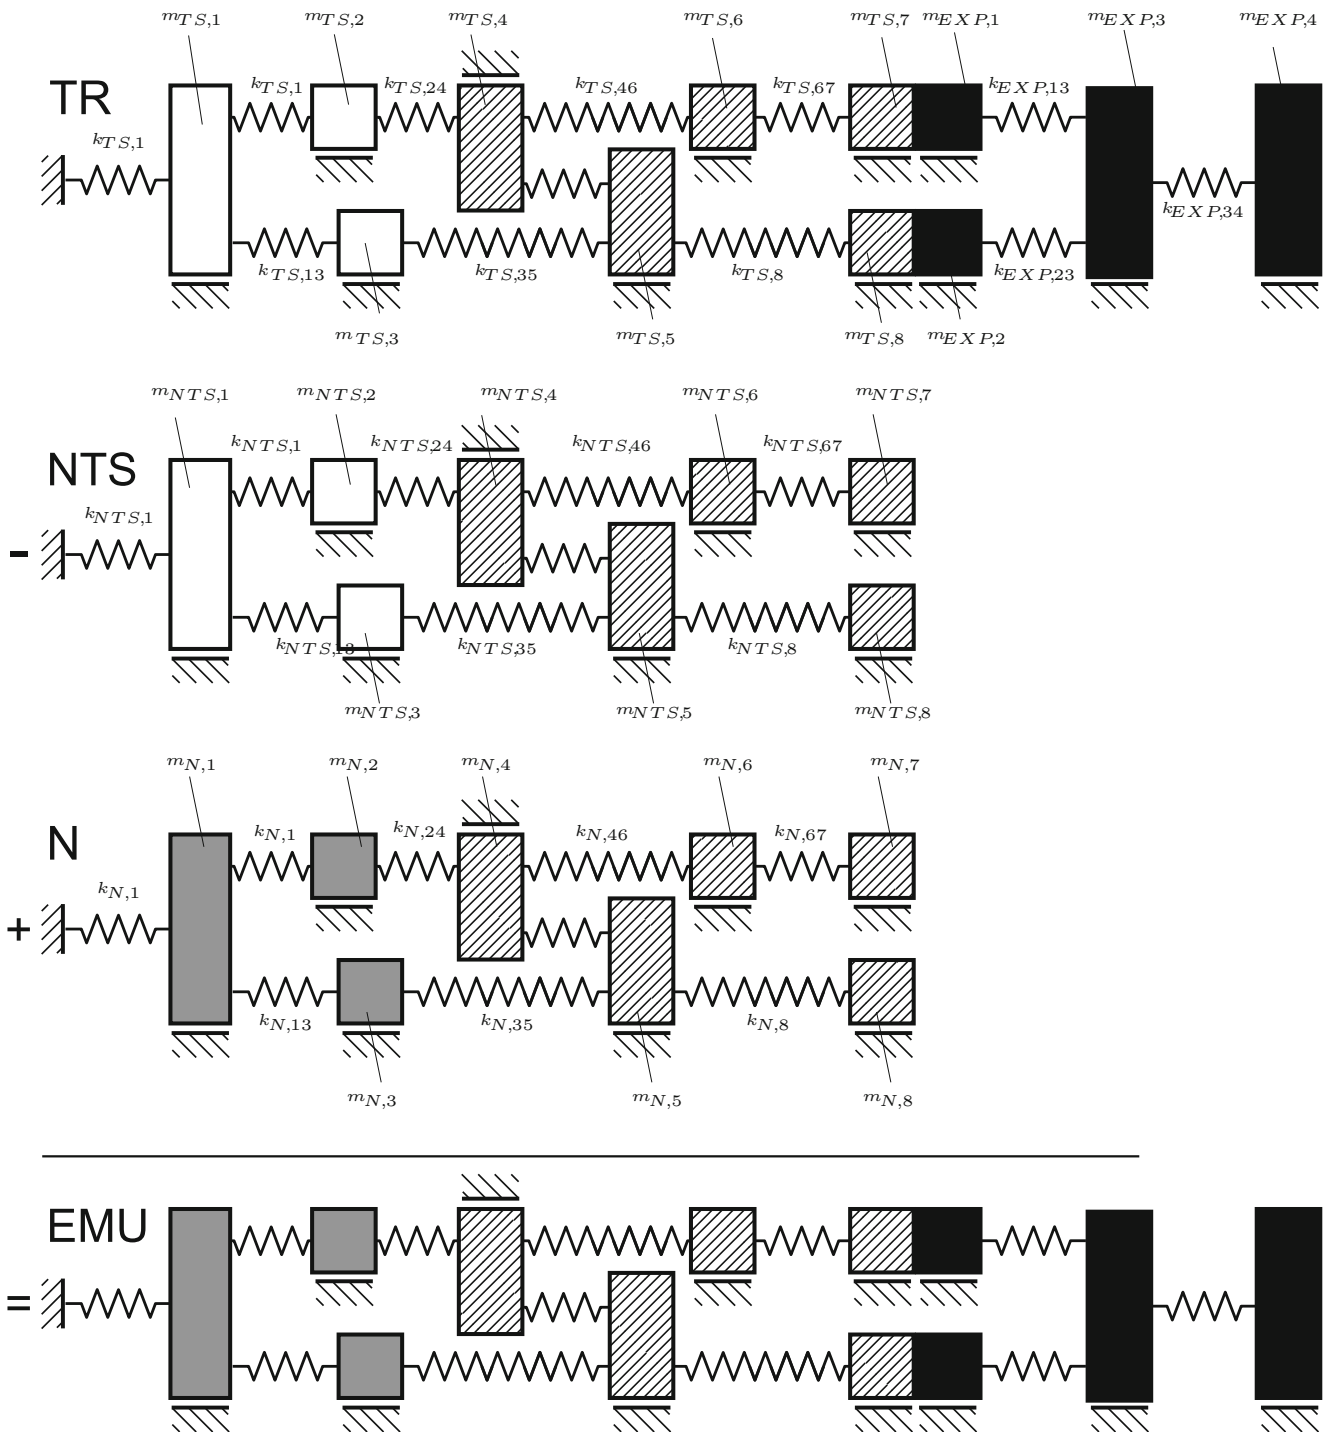 m_{TS,1} m_{TS,2} m_{TS,4} m_{TS,6} m_{TS,7} m_{EXP,1} m_{EXP,3} m_{EXP,4}
TR k_{TS,1} k_{TS,24} k_{TS,46} k_{TS,67} k_{EXP,13}
k_{TS,1}
k_{EXP,34}
k_{TS,13} k_{TS,35} k_{TS,8} k_{EXP,23}
m_{TS,3} m_{TS,5} m_{TS,8} m_{EXP,2}
m_{NTS,1} m_{NTS,2} m_{NTS,4} m_{NTS,6} m_{NTS,7}
k_{NTS,1} k_{NTS,24} k_{NTS,46} k_{NTS,67}
NTS
k_{NTS,1}
-
k_{NTS,13} k_{NTS,35} k_{NTS,8}
m_{NTS,3} m_{NTS,5} m_{NTS,8}
m_{N,1} m_{N,2} m_{N,4} m_{N,6} m_{N,7}
N k_{N,1} k_{N,24} k_{N,46} k_{N,67}
k_{N,1}
+
k_{N,13} k_{N,35} k_{N,8}
m_{N,3} m_{N,5} m_{N,8}
EMU
=